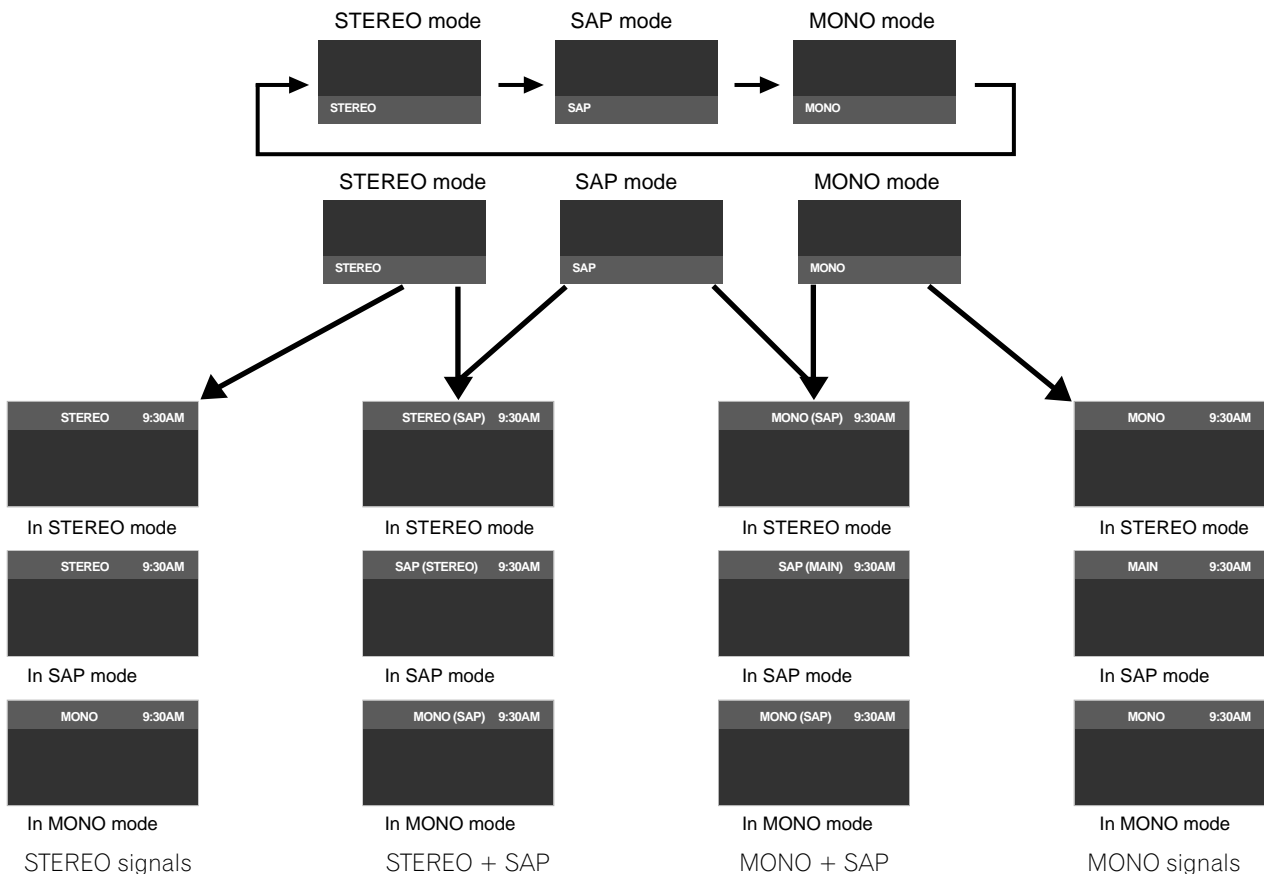 STEREO mode SAP mode MONO mode
STEREO SAP MONO
STEREO mode SAP mode MONO mode
STEREO SAP MONO
STEREO 9:30AM STEREO (SAP) 9:30AM MONO (SAP) 9:30AM MONO 9:30AM
In STEREO mode In STEREO mode In STEREO mode In STEREO mode
STEREO 9:30AM SAP (STEREO) 9:30AM SAP (MAIN) 9:30AM MAIN 9:30AM
In SAP mode In SAP mode In SAP mode In SAP mode
MONO 9:30AM MONO (SAP) 9:30AM MONO (SAP) 9:30AM MONO 9:30AM
In MONO mode In MONO mode In MONO mode In MONO mode
STEREO signals STEREO + SAP MONO + SAP MONO signals